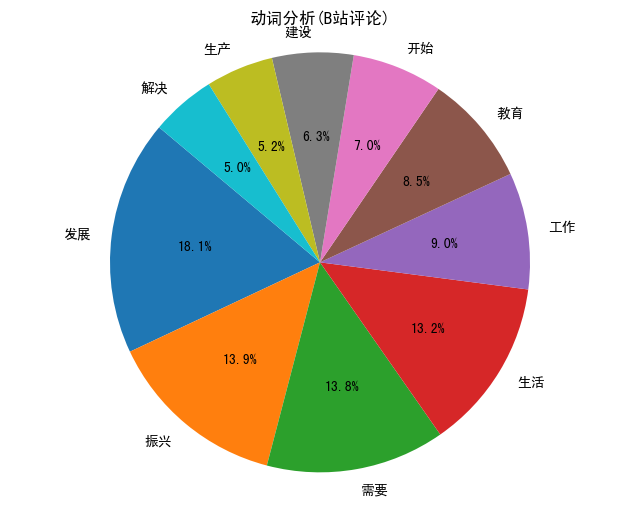 动词分析(B站评论)
建设
生产
开始
解决
教育
6.3%
5.2%
7.0%
5.0%
8.5%
发展
工作
18.1%
9.0%
13.2%
13.9%
13.8%
生活
振兴
需要